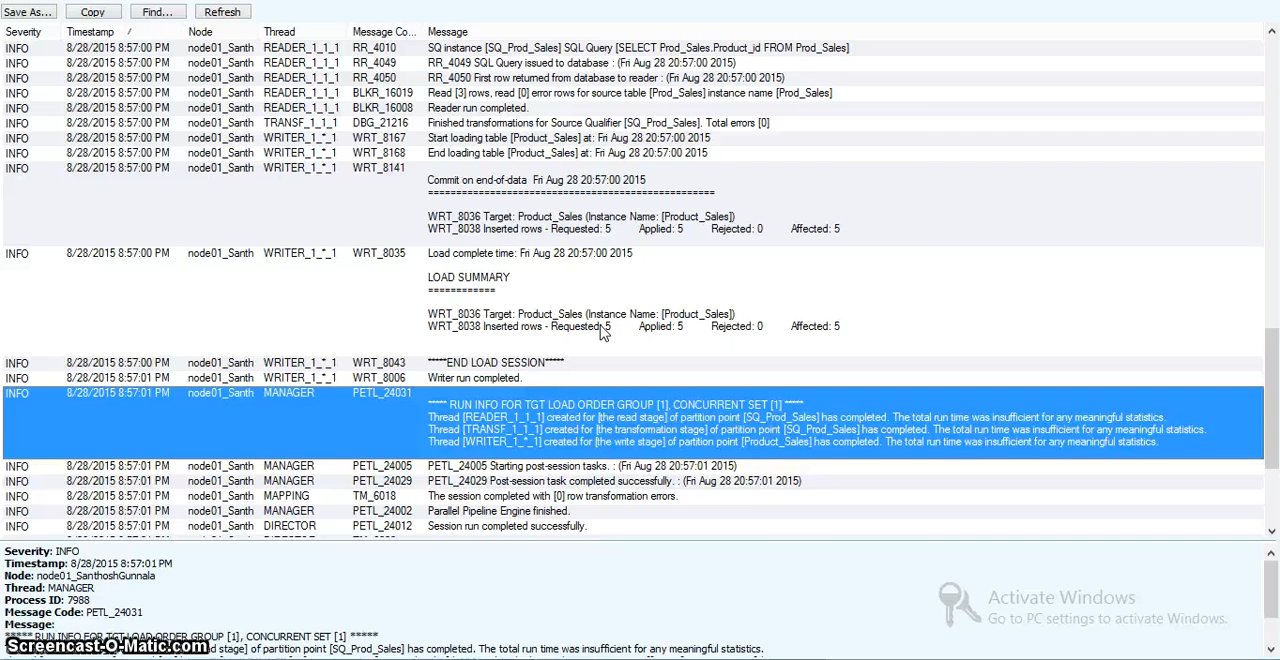 Save As... Copy Find... Refresh
Severity Timestamp / Node Thread Message Co... Message
INFO 8/28/2015 8:57:00 PM node01_Santh READER_1_1_1 RR_4010 SQ instance [SQ_Prod_Sales] SQL Query [SELECT Prod_Sales.Product_id FROM Prod_Sales]
INFO 8/28/2015 8:57:00 PM node01_Santh READER_1_1_1 RR_4049 RR_4049 SQL Query issued to database : (Fri Aug 28 20:57:00 2015)
INFO 8/28/2015 8:57:00 PM node01_Santh READER_1_1_1 RR_4050 RR_4050 First row returned from database to reader : (Fri Aug 28 20:57:00 2015)
INFO 8/28/2015 8:57:00 PM node01_Santh READER_1_1_1 BLKR_16019 Read [3] rows, read [0] error rows for source table [Prod_Sales] instance name [Prod_Sales]
INFO 8/28/2015 8:57:00 PM node01_Santh READER_1_1_1 BLKR_16008 Reader run completed.
INFO 8/28/2015 8:57:00 PM node01_Santh TRANSF_1_1_1 DBG_21216 Finished transformations for Source Qualifier [SQ_Prod_Sales]. Total errors [0]
INFO 8/28/2015 8:57:00 PM node01_Santh WRITER_1_*_1 WRT_8167 Start loading table [Product_Sales] at: Fri Aug 28 20:57:00 2015
INFO 8/28/2015 8:57:00 PM node01_Santh WRITER_1_*_1 WRT_8168 End loading table [Product_Sales] at: Fri Aug 28 20:57:00 2015
INFO 8/28/2015 8:57:00 PM node01_Santh WRITER_1_*_1 WRT_8141
Commit on end-of-data Fri Aug 28 20:57:00 2015
===================================================
WRT_8036 Target: Product_Sales (Instance Name: [Product_Sales])
WRT_8038 Inserted rows - Requested: 5 Applied: 5 Rejected: 0 Affected: 5
INFO 8/28/2015 8:57:00 PM node01_Santh WRITER_1_*_1 WRT_8035 Load complete time: Fri Aug 28 20:57:00 2015
LOAD SUMMARY
============
WRT_8036 Target: Product_Sales (Instance Name: [Product_Sales])
WRT_8038 Inserted rows - Requested: 5 Applied: 5 Rejected: 0 Affected: 5
INFO 8/28/2015 8:57:00 PM node01_Santh WRITER_1_*_1 WRT_8043 *****END LOAD SESSION*****
INFO 8/28/2015 8:57:01 PM node01_Santh WRITER_1_*_1 WRT_8006 Writer run completed.
INFO 8/28/2015 8:57:01 PM node01_Santh MANAGER PETL_24031
***** RUN INFO FOR TGT LOAD ORDER GROUP [1], CONCURRENT SET [1] *****
Thread [READER_1_1_1] created for [the read stage] of partition point [SQ_Prod_Sales] has completed. The total run time was insufficient for any meaningful statistics.
Thread [TRANSF_1_1_1] created for [the transformation stage] of partition point [SQ_Prod_Sales] has completed. The total run time was insufficient for any meaningful statistics.
Thread [WRITER_1_*_1] created for [the write stage] of partition point [Product_Sales] has completed. The total run time was insufficient for any meaningful statistics.
INFO 8/28/2015 8:57:01 PM node01_Santh MANAGER PETL_24005 PETL_24005 Starting post-session tasks. : (Fri Aug 28 20:57:01 2015)
INFO 8/28/2015 8:57:01 PM node01_Santh MANAGER PETL_24029 PETL_24029 Post-session task completed successfully. : (Fri Aug 28 20:57:01 2015)
INFO 8/28/2015 8:57:01 PM node01_Santh MAPPING TM_6018 The session completed with [0] row transformation errors.
INFO 8/28/2015 8:57:01 PM node01_Santh MANAGER PETL_24002 Parallel Pipeline Engine finished.
INFO 8/28/2015 8:57:01 PM node01_Santh DIRECTOR PETL_24012 Session run completed successfully.
Severity: INFO
Timestamp: 8/28/2015 8:57:01 PM
Node: node01_SanthoshGunnala
Thread: MANAGER
Process ID: 7988
Message Code: PETL_24031
Message:
***** RUN INFO FOR TGT LOAD ORDER GROUP [1], CONCURRENT SET [1] *****
stage] of partition point [SQ_Prod_Sales] has completed. The total run time was insufficient for any meaningful statistics.
Activate Windows
Go to PC settings to activate Windows.
Screencast-O-Matic.com